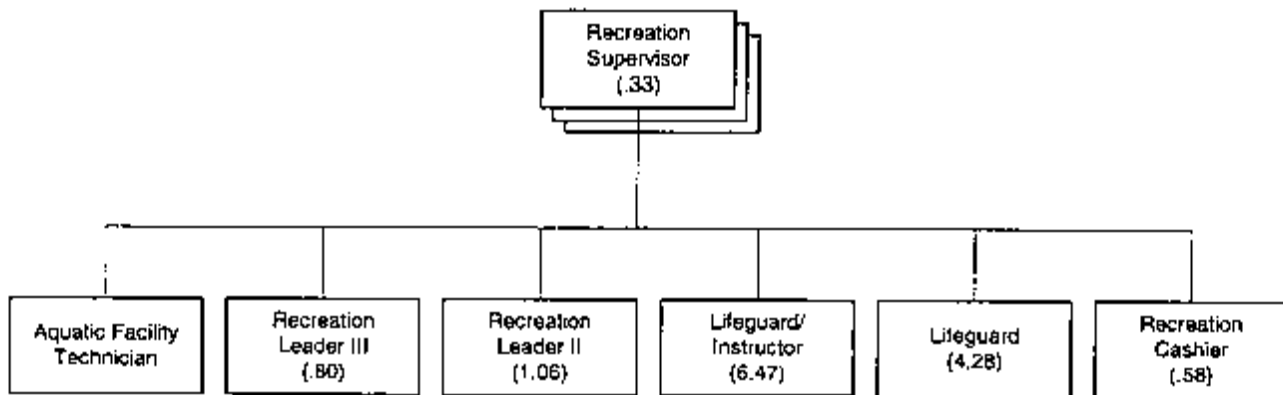 Recreation
Supervisor
(.33)
Aquatic Facility
Technician
Recreation
Leader III
(.80)
Recreation
Leader II
(1.06)
Lifeguard/
Instructor
(6.47)
Lifeguard
(4.28)
Recreation
Cashier
(.58)